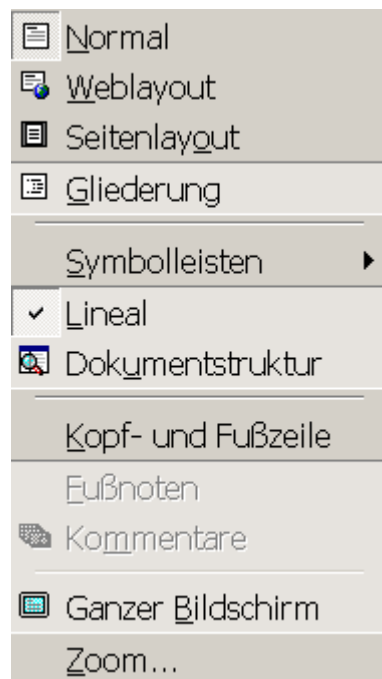 Normal
Weblayout
Seitenlayout
Gliederung
Symbolleisten
Lineal
Dokumentstruktur
Kopf- und Fußzeile
Fußnoten
Kommentare
Ganzer Bildschirm
Zoom...